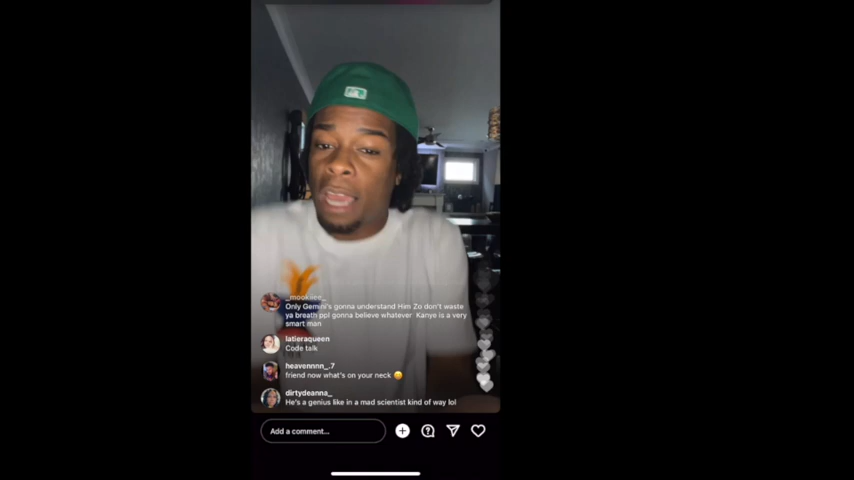 _mookiiee_
Only Gemini's gonna understand Him Zo don't waste
ya breath ppl gonna believe whatever Kanye is a very
smart man
latieraqueen
Code talk
heavennnn_.7
friend now what's on your neck
dirtydeanna_
He's a genius like in a mad scientist kind of way lol
Add a comment...